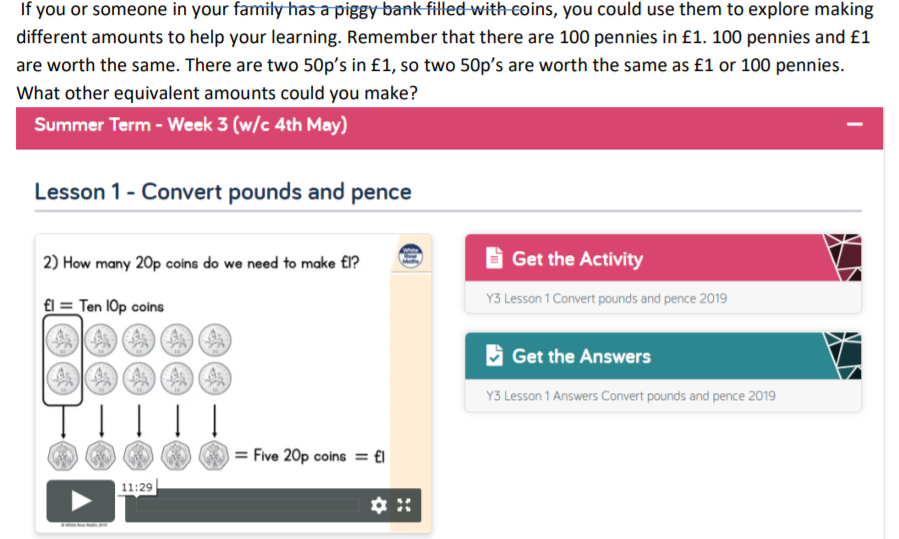 If you or someone in your family has a piggy bank filled with coins, you could use them to explore making
different amounts to help your learning. Remember that there are 100 pennies in £1. 100 pennies and £1
are worth the same. There are two 50p’s in £1, so two 50p’s are worth the same as £1 or 100 pennies.
What other equivalent amounts could you make?
Summer Term - Week 3 (w/c 4th May)
Lesson 1 - Convert pounds and pence
2) How many 20p coins do we need to make £1?
White
Rose
Maths
£1 = Ten 10p coins
= Five 20p coins = £1
11:29
Get the Activity
Y3 Lesson 1 Convert pounds and pence 2019
Get the Answers
Y3 Lesson 1 Answers Convert pounds and pence 2019